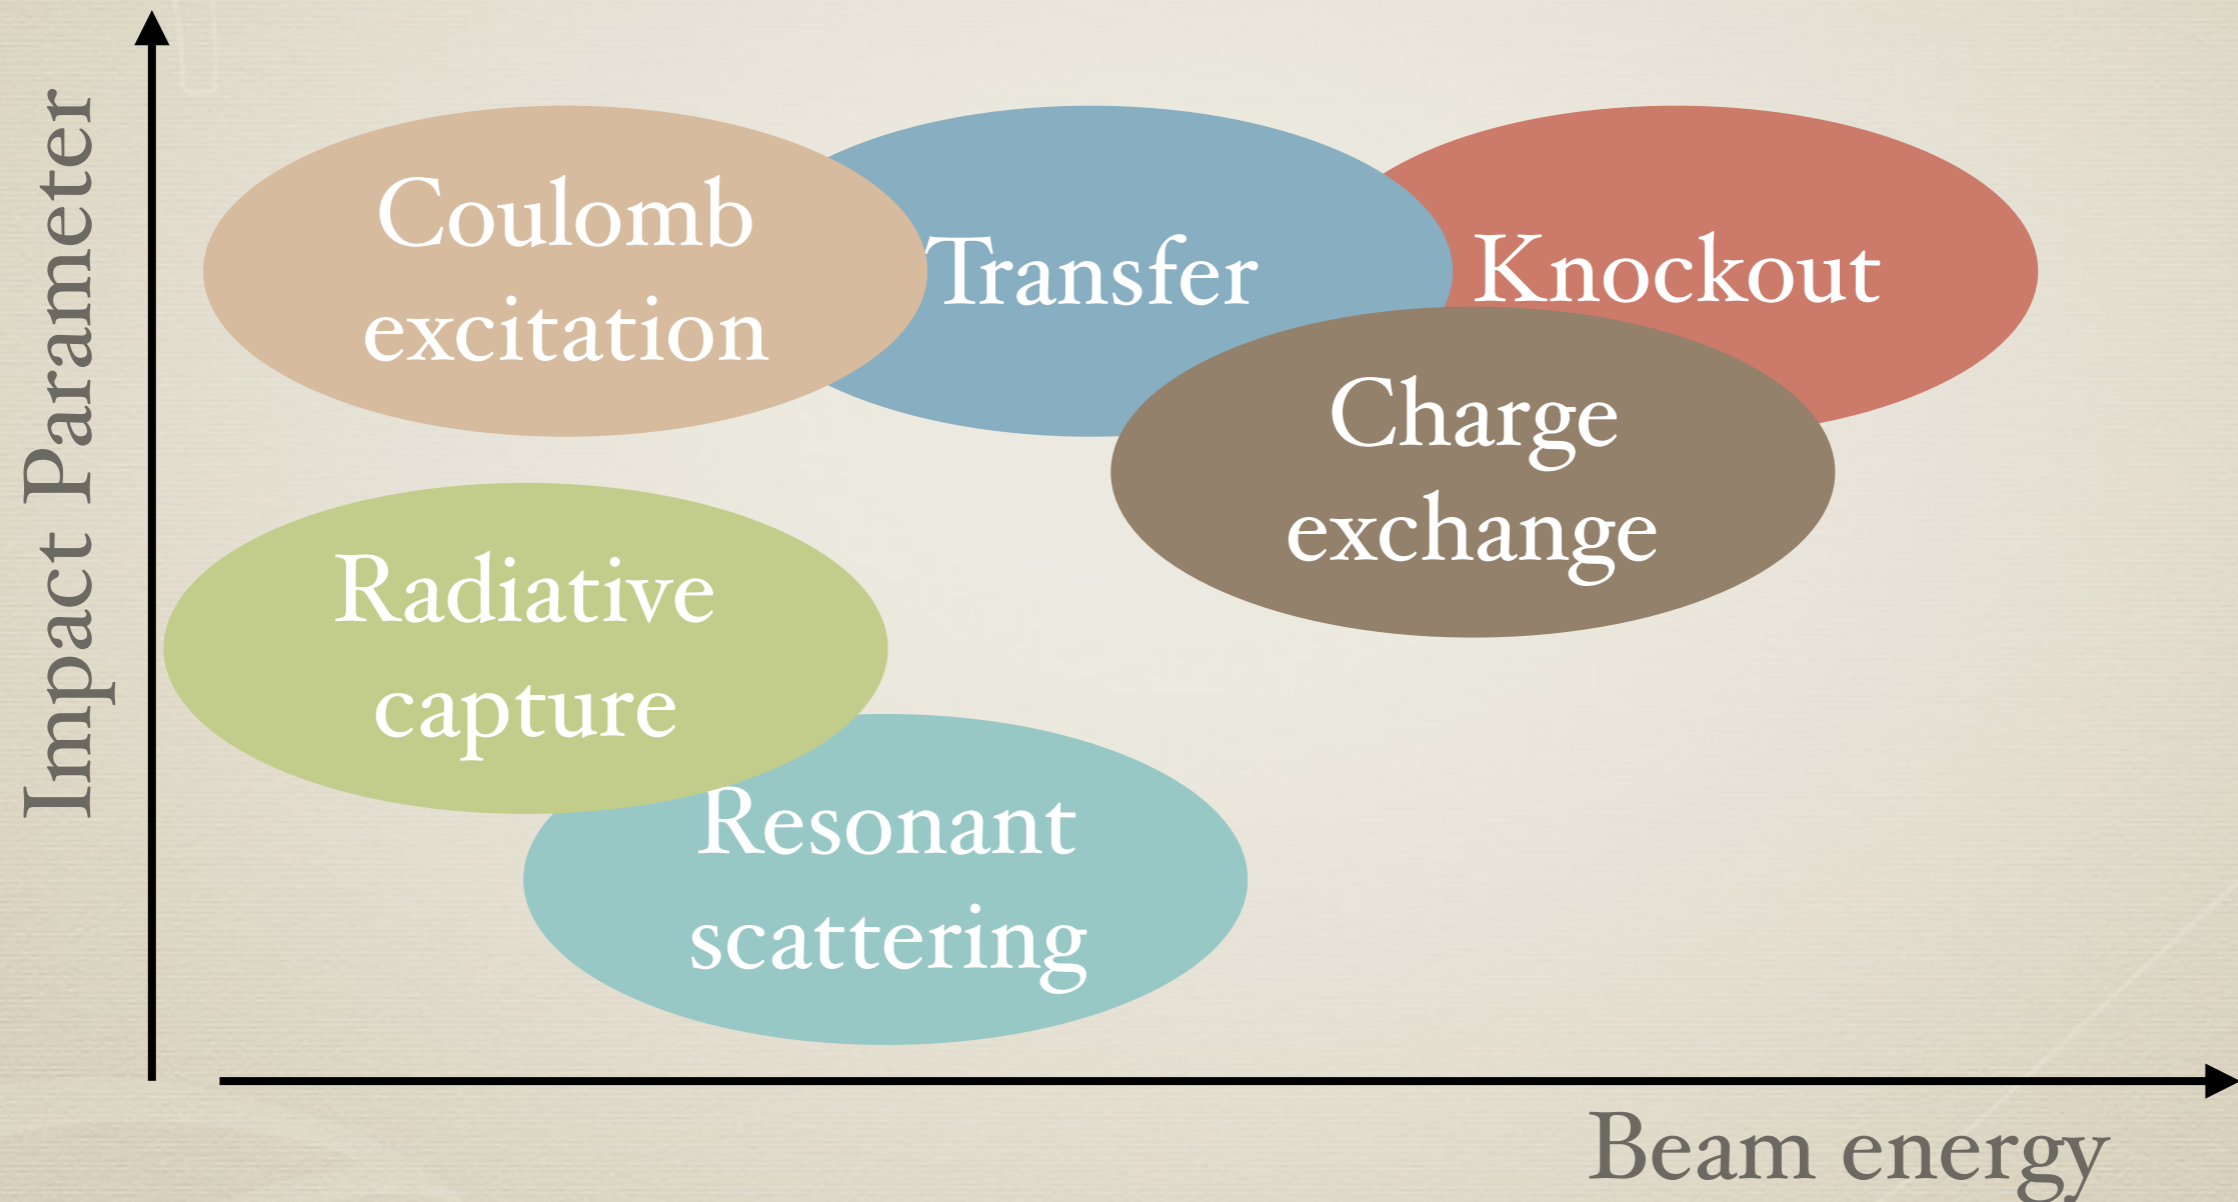 Impact Parameter
Coulomb
excitation
Transfer
Knockout
Charge
exchange
Radiative
capture
Resonant
scattering
Beam energy